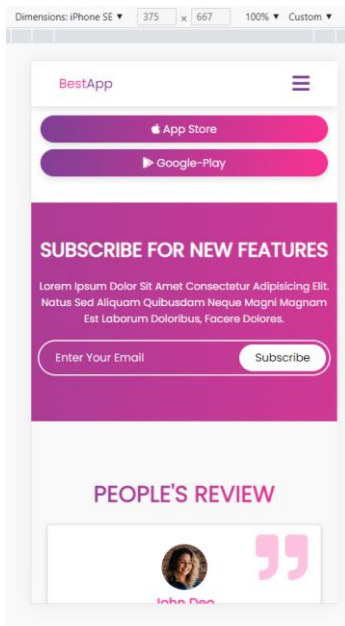 Dimensions: iPhone SE ▼ 375 x 667 100% ▼ Custom ▼
BestApp
App Store
Google-Play
SUBSCRIBE FOR NEW FEATURES
Lorem Ipsum Dolor Sit Amet Consectetur Adipisicing Elit.
Natus Sed Aliquam Quibusdam Neque Magni Magnam
Est Laborum Doloribus, Facere Dolores.
Enter Your Email Subscribe
PEOPLE'S REVIEW
John Deo